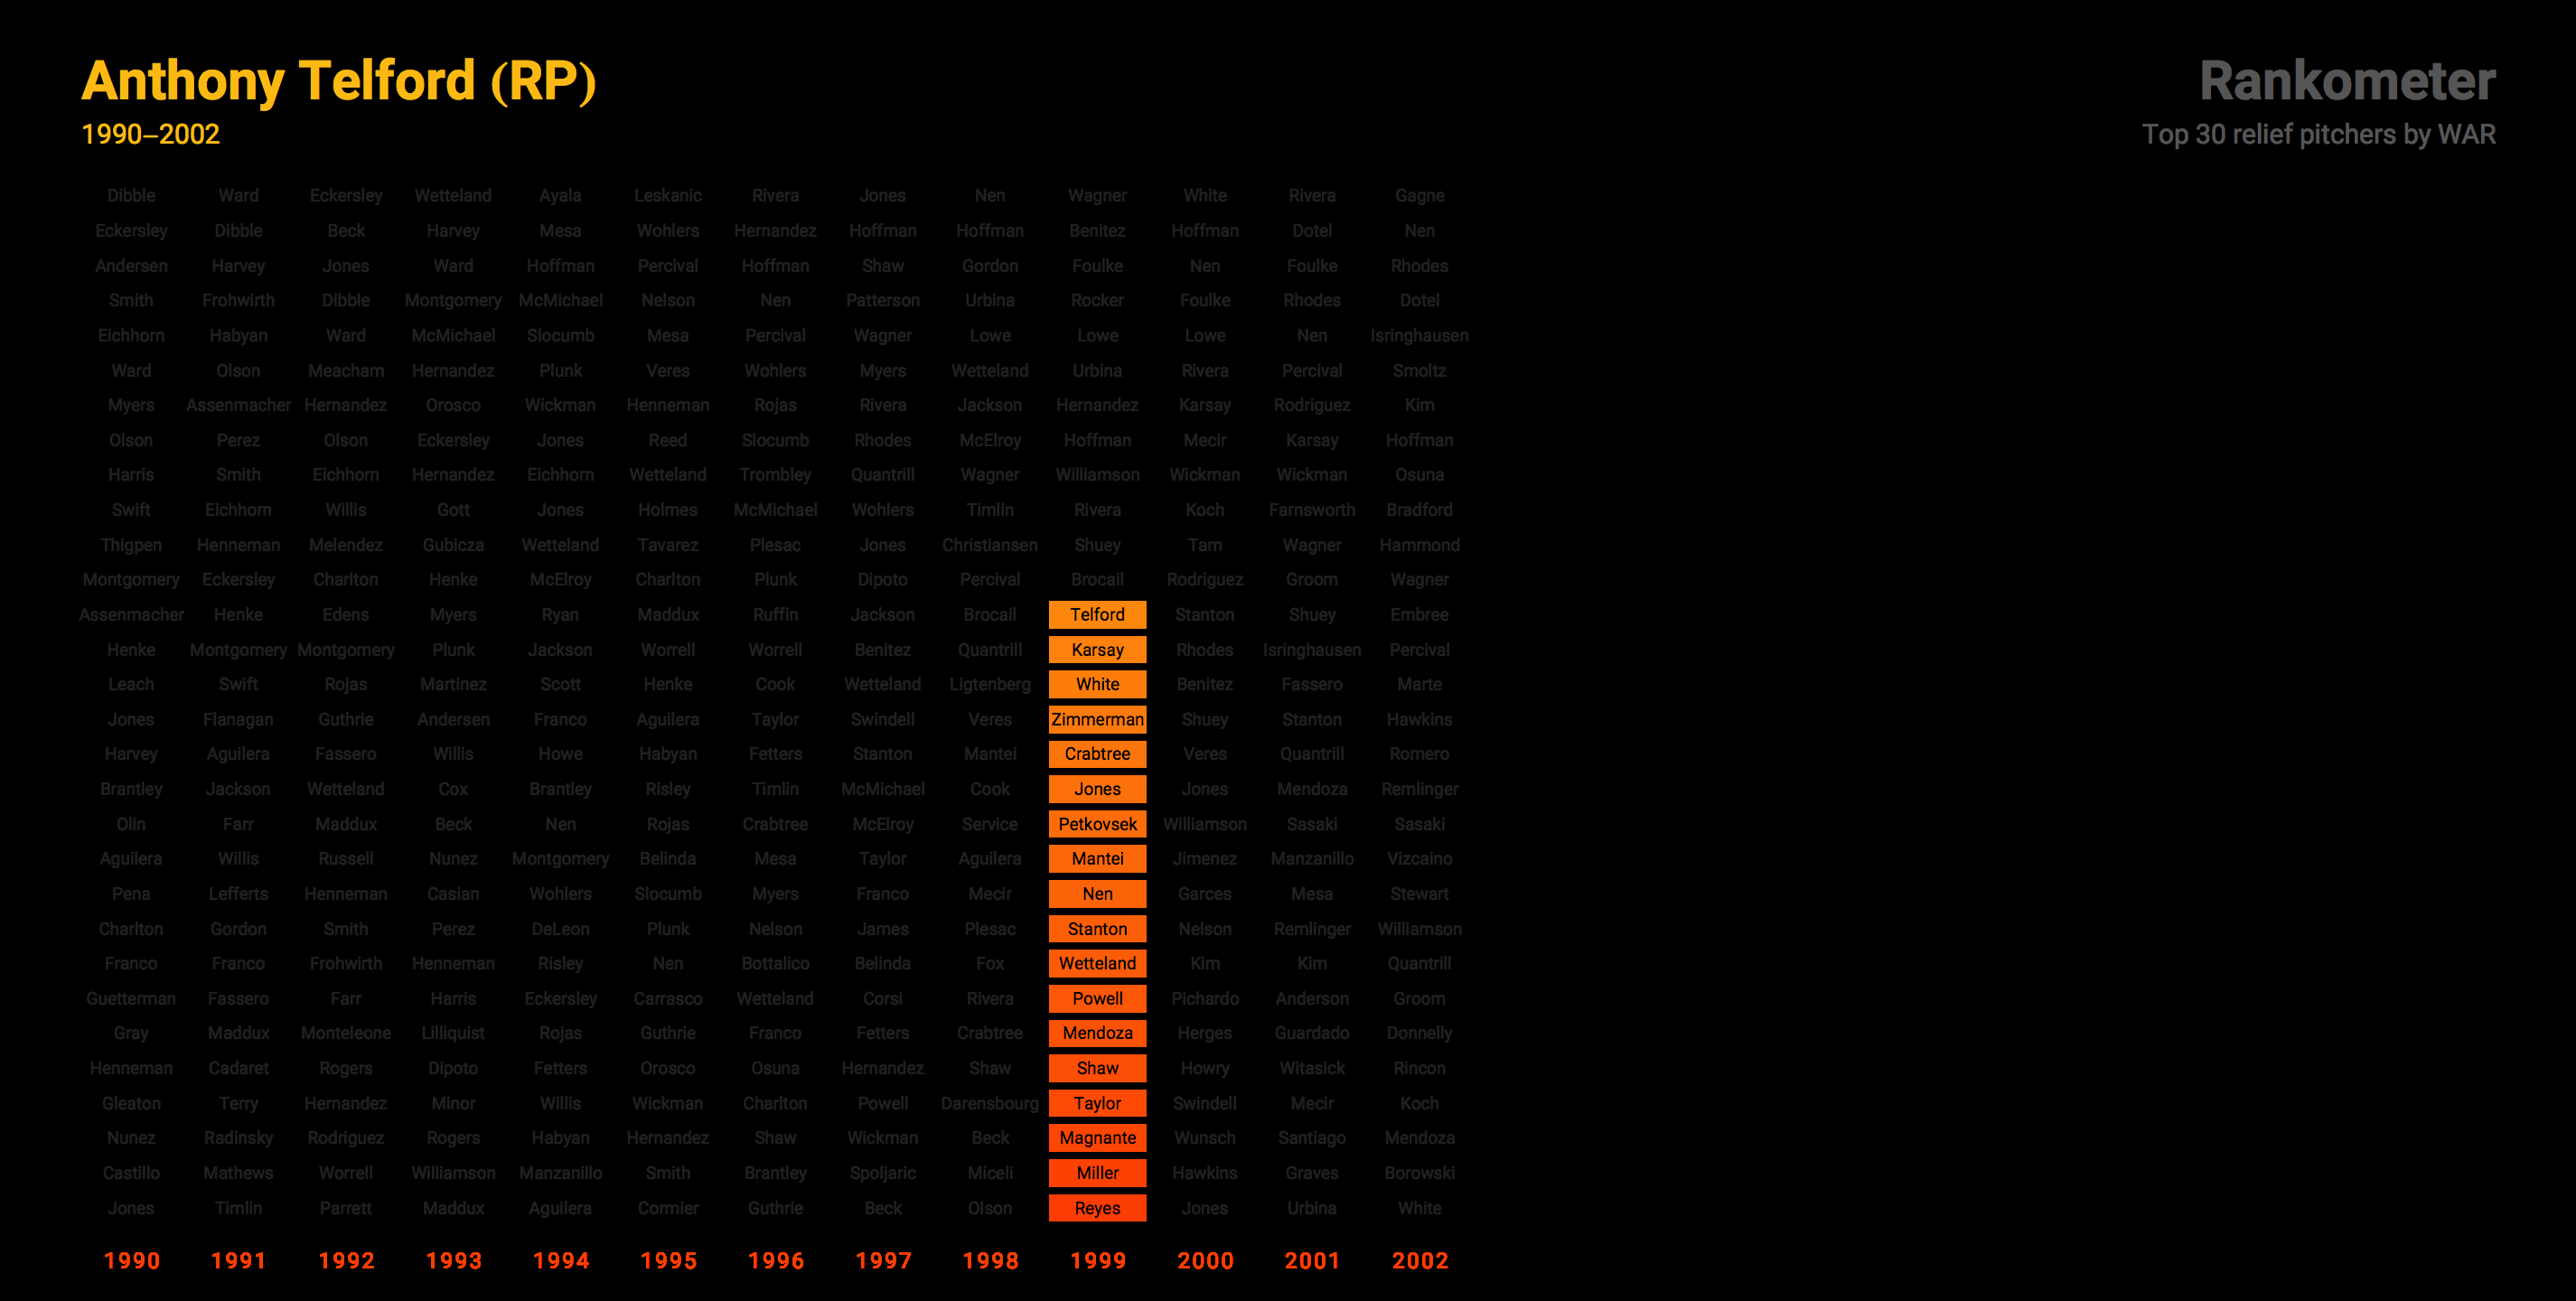 Anthony Telford (RP)
1990–2002
Rankometer
Top 30 relief pitchers by WAR
Dibble Ward Eckersley Wetteland Ayala Leskanic Rivera Jones Nen Wagner White Rivera Gagne
Eckersley Dibble Beck Harvey Mesa Wohlers Hernandez Hoffman Hoffman Benitez Hoffman Dotel Nen
Andersen Harvey Jones Ward Hoffman Percival Hoffman Shaw Gordon Foulke Nen Foulke Rhodes
Smith Frohwirth Dibble Montgomery McMichael Nelson Nen Patterson Urbina Rocker Foulke Rhodes Dotel
Eichhorn Habyan Ward McMichael Slocumb Mesa Percival Wagner Lowe Lowe Lowe Nen Isringhausen
Ward Olson Meacham Hernandez Plunk Veres Wohlers Myers Wetteland Urbina Rivera Percival Smoltz
Myers Assenmacher Hernandez Orosco Wickman Henneman Rojas Rivera Jackson Hernandez Karsay Rodriguez Kim
Olson Perez Olson Eckersley Jones Reed Slocumb Rhodes McElroy Hoffman Mecir Karsay Hoffman
Harris Smith Eichhorn Hernandez Eichhorn Wetteland Trombley Quantrill Wagner Williamson Wickman Wickman Osuna
Swift Eichhorn Willis Gott Jones Holmes McMichael Wohlers Timlin Rivera Koch Farnsworth Bradford
Thigpen Henneman Melendez Gubicza Wetteland Tavarez Plesac Jones Christiansen Shuey Tam Wagner Hammond
Montgomery Eckersley Charlton Henke McElroy Charlton Plunk Dipoto Percival Brocail Rodriguez Groom Wagner
Assenmacher Henke Edens Myers Ryan Maddux Ruffin Jackson Brocail Telford Stanton Shuey Embree
Henke Montgomery Montgomery Plunk Jackson Worrell Worrell Benitez Quantrill Karsay Rhodes Isringhausen Percival
Leach Swift Rojas Martinez Scott Henke Cook Wetteland Ligtenberg White Benitez Fassero Marte
Jones Flanagan Guthrie Andersen Franco Aguilera Taylor Swindell Veres Zimmerman Shuey Stanton Hawkins
Harvey Aguilera Fassero Willis Howe Habyan Fetters Stanton Mantei Crabtree Veres Quantrill Romero
Brantley Jackson Wetteland Cox Brantley Risley Timlin McMichael Cook Jones Jones Mendoza Remlinger
Olin Farr Maddux Beck Nen Rojas Crabtree McElroy Service Petkovsek Williamson Sasaki Sasaki
Aguilera Willis Russell Nunez Montgomery Belinda Mesa Taylor Aguilera Mantei Jimenez Manzanillo Vizcaino
Pena Lefferts Henneman Casian Wohlers Slocumb Myers Franco Mecir Nen Garces Mesa Stewart
Charlton Gordon Smith Perez DeLeon Plunk Nelson James Plesac Stanton Nelson Remlinger Williamson
Franco Franco Frohwirth Henneman Risley Nen Bottalico Belinda Fox Wetteland Kim Kim Quantrill
Guetterman Fassero Farr Harris Eckersley Carrasco Wetteland Corsi Rivera Powell Pichardo Anderson Groom
Gray Maddux Monteleone Lilliquist Rojas Guthrie Franco Fetters Crabtree Mendoza Herges Guardado Donnelly
Henneman Cadaret Rogers Dipoto Fetters Orosco Osuna Hernandez Shaw Shaw Howry Witasick Rincon
Gleaton Terry Hernandez Minor Willis Wickman Charlton Powell Darensbourg Taylor Swindell Mecir Koch
Nunez Radinsky Rodriguez Rogers Habyan Hernandez Shaw Wickman Beck Magnante Wunsch Santiago Mendoza
Castillo Mathews Worrell Williamson Manzanillo Smith Brantley Spoljaric Miceli Miller Hawkins Graves Borowski
Jones Timlin Parrett Maddux Aguilera Cormier Guthrie Beck Olson Reyes Jones Urbina White
1990 1991 1992 1993 1994 1995 1996 1997 1998 1999 2000 2001 2002